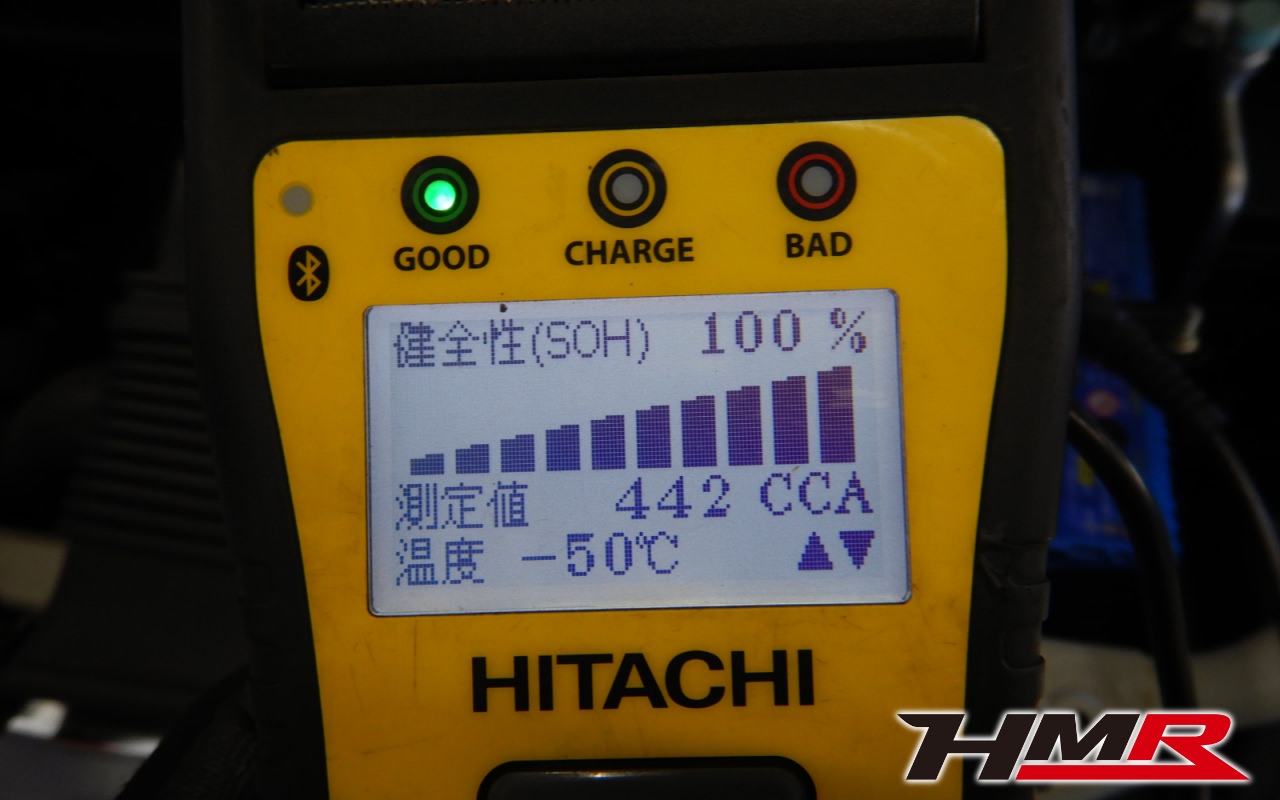 GOOD CHARGE BAD
健全性(SOH) 100 %
測定値 442 CCA
温度 -50℃ ▲▼
HITACHI
HMR